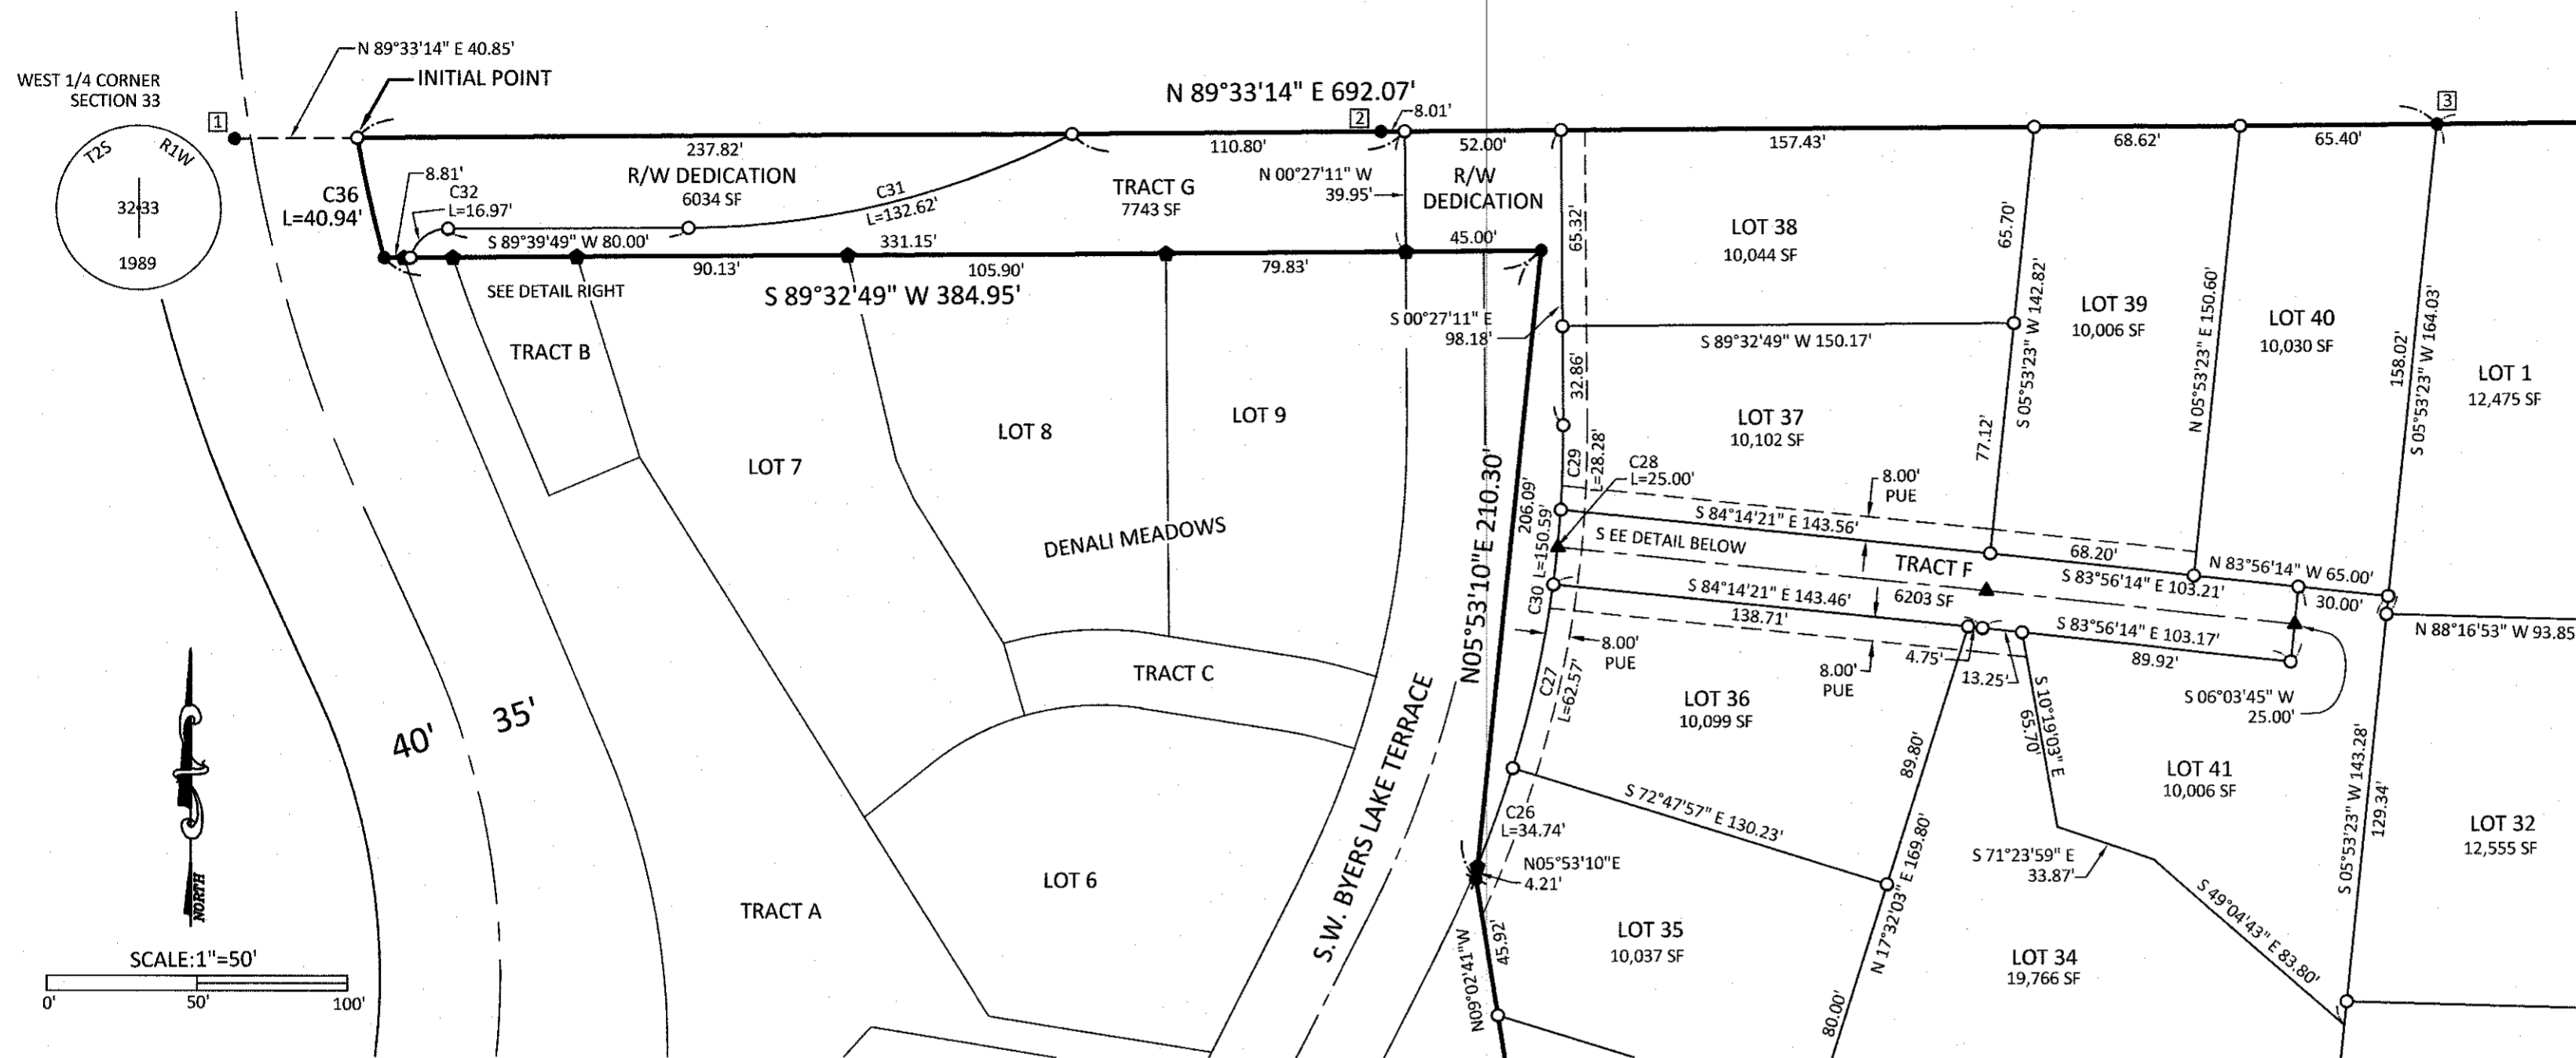 N 89°33'14" E 40.85'
WEST 1/4 CORNER
SECTION 33
INITIAL POINT
N 89°33'14" E 692.07'
1
2
8.01'
3
T2S
R1W
32 33
1989
237.82'
110.80'
52.00'
157.43'
68.62'
65.40'
R/W DEDICATION
6034 SF
C36
L=40.94'
8.81'
C32
L=16.97'
C31
L=132.62'
TRACT G
7743 SF
N 00°27'11" W
39.95'
R/W
DEDICATION
S 89°39'49" W 80.00'
331.15'
45.00'
90.13'
105.90'
79.83'
SEE DETAIL RIGHT
S 89°32'49" W 384.95'
S 00°27'11" E
98.18'
65.32'
LOT 38
10,044 SF
65.70'
S 05°53'23" W 142.82'
LOT 39
10,006 SF
N 05°53'23" E 150.60'
LOT 40
10,030 SF
158.02'
S 05°53'23" W 164.03'
LOT 1
12,475 SF
S 89°32'49" W 150.17'
32.86'
LOT 37
10,102 SF
77.12'
TRACT B
LOT 7
LOT 8
LOT 9
DENALI MEADOWS
C29
L=28.28'
C28
L=25.00'
8.00'
PUE
N05°53'10"E 210.30'
206.09'
L=150.59'
S 84°14'21" E 143.56'
S EE DETAIL BELOW
TRACT F
6203 SF
68.20'
N 83°56'14" W 65.00'
S 83°56'14" E 103.21'
30.00'
C30
S 84°14'21" E 143.46'
138.71'
S 83°56'14" E 103.17'
89.92'
N 88°16'53" W 93.85
8.00'
PUE
8.00'
PUE
4.75'
13.25'
S 06°03'45" W
25.00'
C27
L=62.57'
TRACT C
LOT 36
10,099 SF
S 10°19'03" E
65.70'
LOT 41
10,006 SF
S 05°53'23" W 143.28'
129.34'
40'
35'
S.W. BYERS LAKE TERRACE
89.80'
S 72°47'57" E 130.23'
C26
L=34.74'
N05°53'10"E
4.21'
N 17°32'03" E 169.80'
S 71°23'59" E
33.87'
S 49°04'43" E 83.80'
LOT 32
12,555 SF
LOT 6
TRACT A
NORTH
N09°02'41"W
45.92'
LOT 35
10,037 SF
LOT 34
19,766 SF
80.00'
SCALE:1"=50'
0'
50'
100'